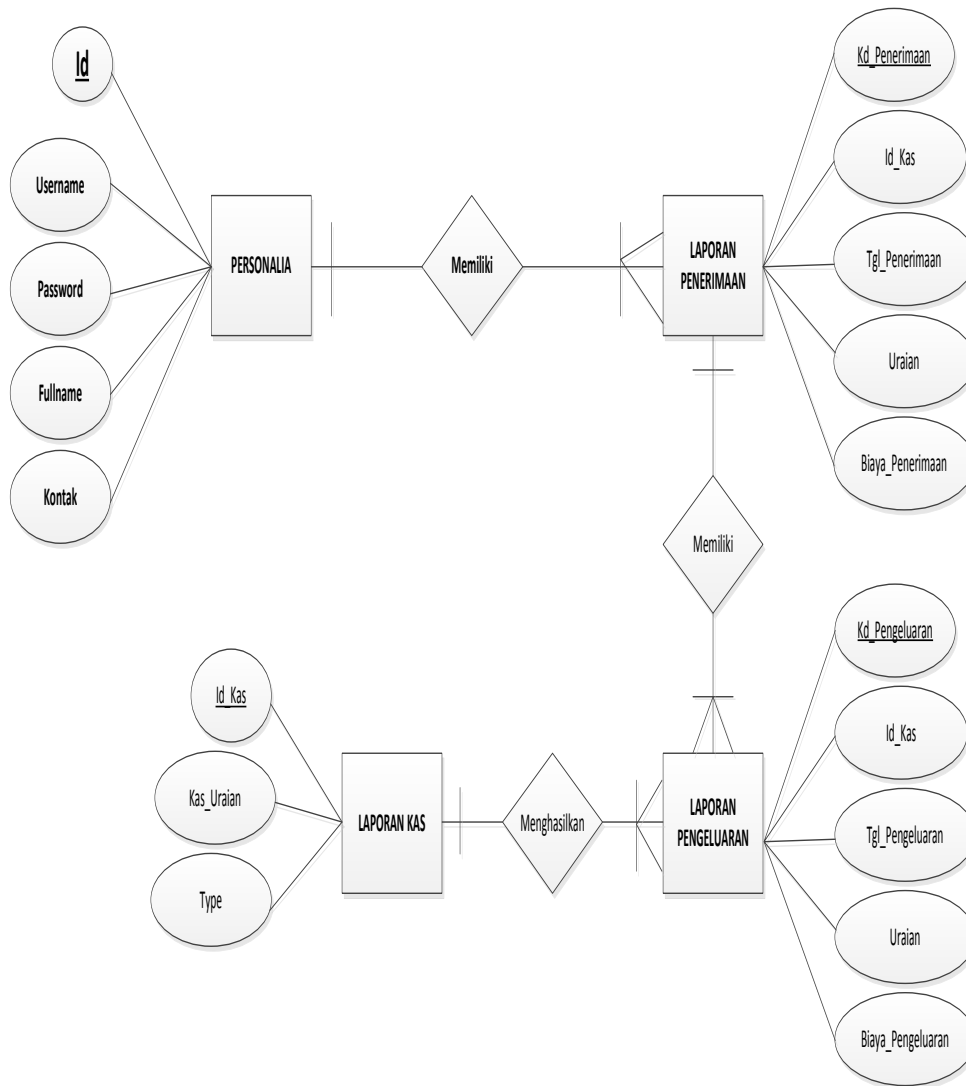 Id
Username
Password
Fullname
Kontak
PERSONALIA
Memiliki
LAPORAN
PENERIMAAN
Kd_Penerimaan
Id_Kas
Tgl_Penerimaan
Uraian
Biaya_Penerimaan
Memiliki
Id_Kas
Kas_Uraian
Type
LAPORAN KAS
Menghasilkan
LAPORAN
PENGELUARAN
Kd_Pengeluaran
Id_Kas
Tgl_Pengeluaran
Uraian
Biaya_Pengeluaran